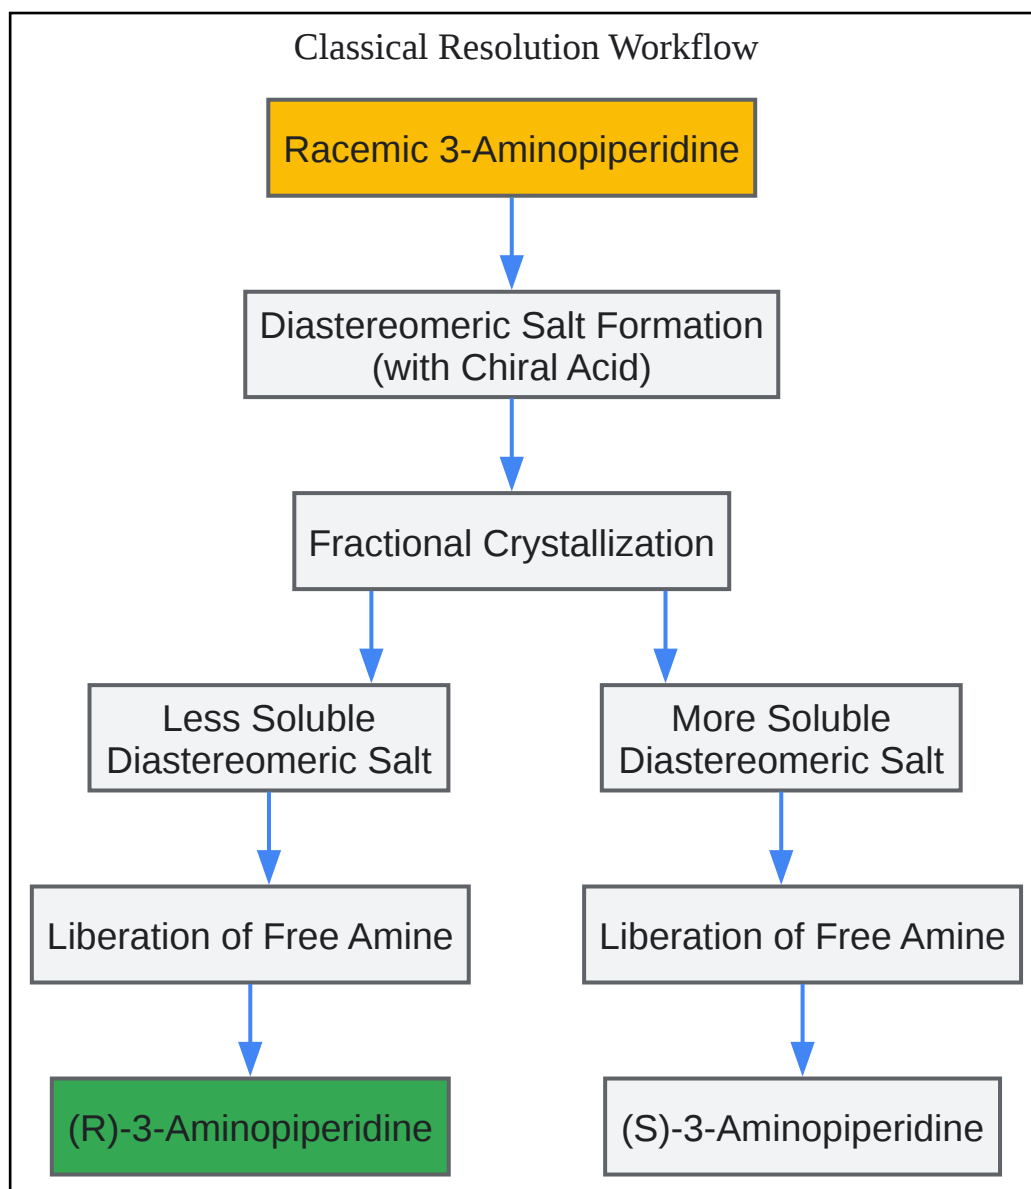 Classical Resolution Workflow
Racemic 3-Aminopiperidine
Diastereomeric Salt Formation
(with Chiral Acid)
Fractional Crystallization
Less Soluble
Diastereomeric Salt
More Soluble
Diastereomeric Salt
Liberation of Free Amine
Liberation of Free Amine
(R)-3-Aminopiperidine
(S)-3-Aminopiperidine